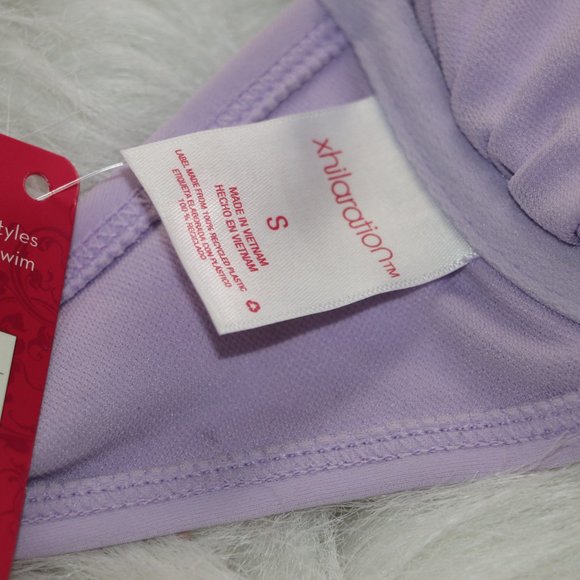 xhilaration™
S
MADE IN VIETNAM
HECHO EN VIETNAM
LABEL MADE FROM 100% RECYCLED PLASTIC
ETIQUETA ELABORADA CON PLÁSTICO
100 % RECICLADO
tyles
wim